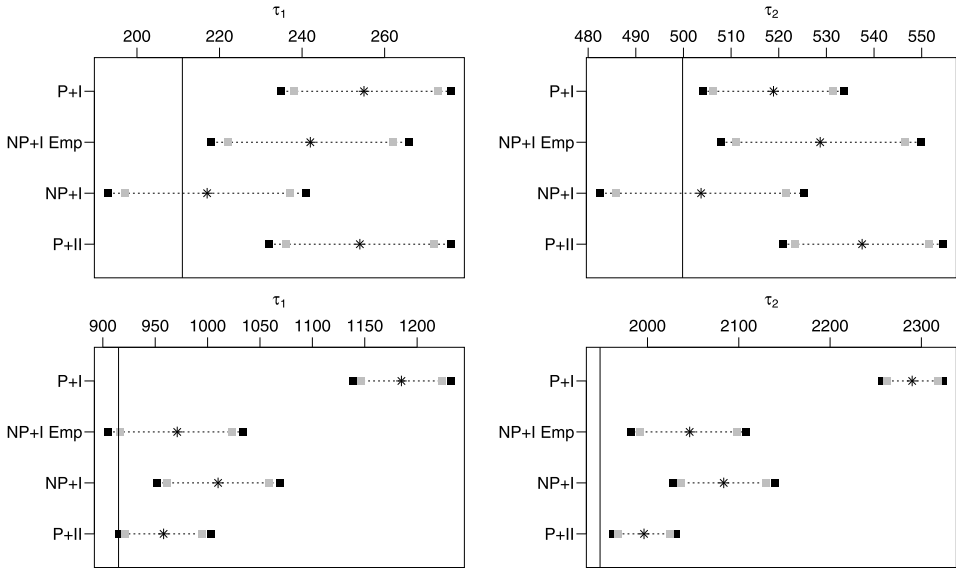 τ1 τ2
200 220 240 260 480 490 500 510 520 530 540 550
P+I P+I
NP+I Emp NP+I Emp
NP+I NP+I
P+II P+II
τ1 τ2
900 950 1000 1050 1100 1150 1200 2000 2100 2200 2300
P+I P+I
NP+I Emp NP+I Emp
NP+I NP+I
P+II P+II